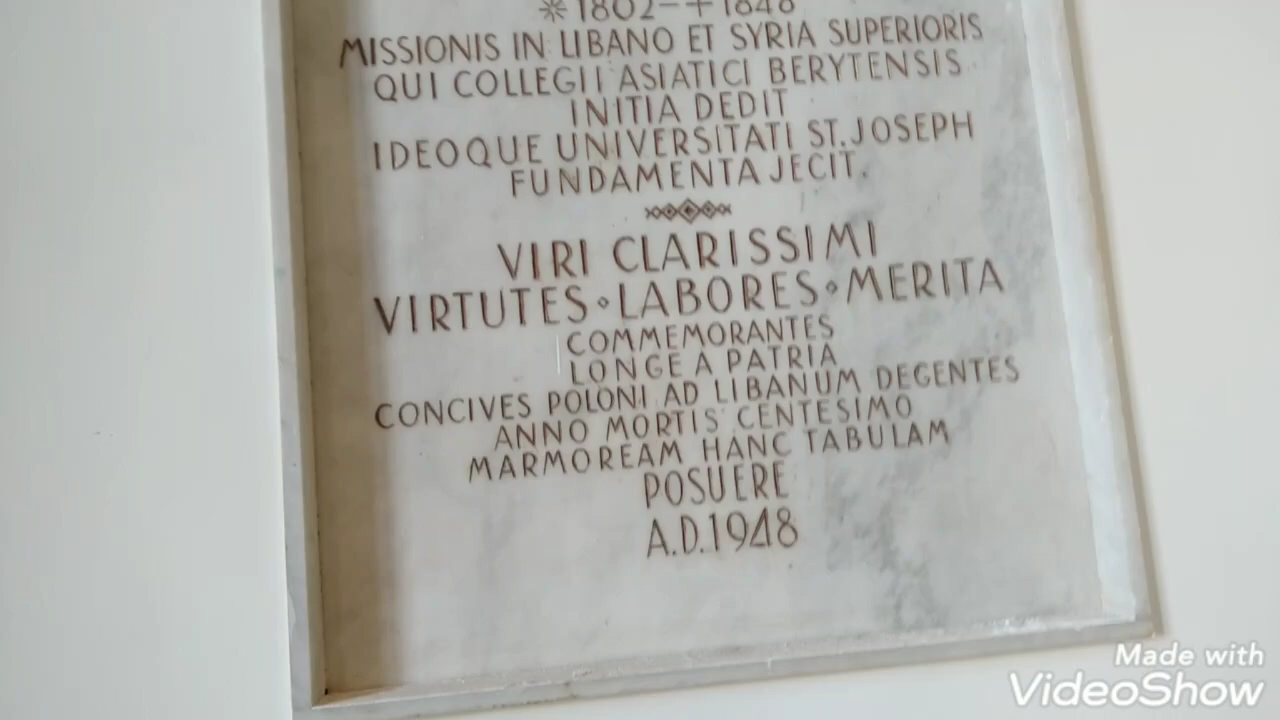 ✳ 1802-+1848
MISSIONIS IN LIBANO ET SYRIA SUPERIORIS
QUI COLLEGII ASIATICI BERYTENSIS
INITIA DEDIT
IDEOQUE UNIVERSITATI ST. JOSEPH
FUNDAMENTA JECIT.
VIRI CLARISSIMI
VIRTUTES ⬦ LABORES ⬦ MERITA
COMMEMORANTES
LONGE A PATRIA
CONCIVES POLONI AD LIBANUM DEGENTES
ANNO MORTIS CENTESIMO
MARMOREAM HANC TABULAM
POSUERE
A.D.1948
Made with
VideoShow